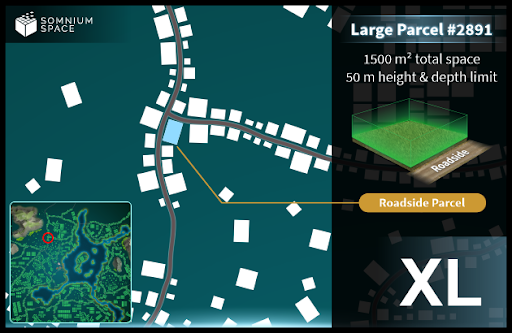 SOMNIUM
SPACE
Large Parcel #2891
1500 m² total space
50 m height & depth limit
Roadside
Roadside Parcel
XL